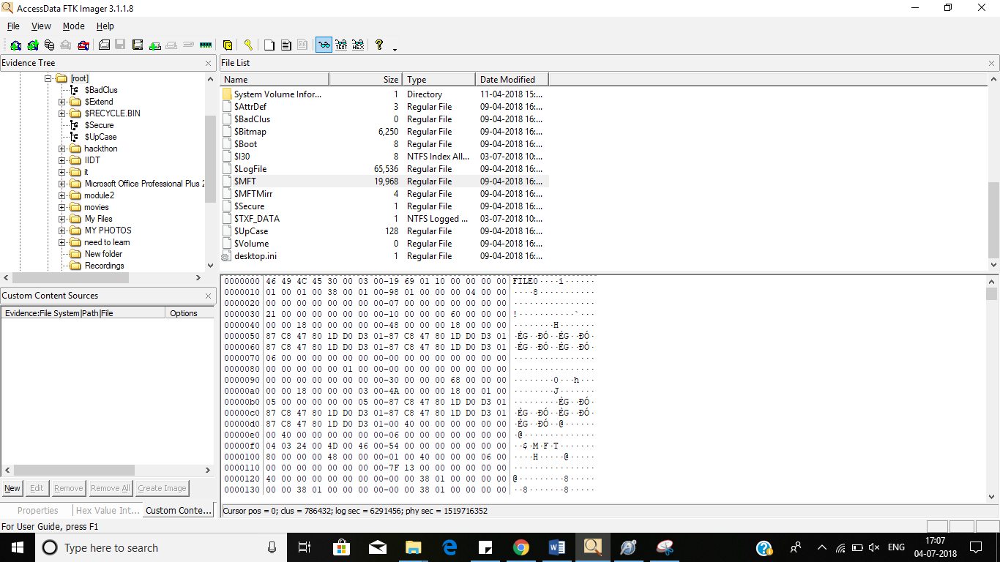 AccessData FTK Imager 3.1.1.8
File View Mode Help
TEXT HEX
Evidence Tree
[root]
$BadClus
$Extend
$RECYCLE.BIN
$Secure
$UpCase
hackthon
IIDT
it
Microsoft Office Professional Plus 2
module2
movies
My Files
MY PHOTOS
need to learn
New folder
Recordings
Custom Content Sources
Evidence:File System|Path|File Options
New Edit Remove Remove All Create Image
Properties Hex Value Int... Custom Conte...
File List
Name Size Type Date Modified
System Volume Infor... 1 Directory 11-04-2018 15:...
$AttrDef 3 Regular File 09-04-2018 16:...
$BadClus 0 Regular File 09-04-2018 16:...
$Bitmap 6,250 Regular File 09-04-2018 16:...
$Boot 8 Regular File 09-04-2018 16:...
$I30 8 NTFS Index All... 03-07-2018 10:...
$LogFile 65,536 Regular File 09-04-2018 16:...
$MFT 19,968 Regular File 09-04-2018 16:...
$MFTMirr 4 Regular File 09-04-2018 16:...
$Secure 1 Regular File 09-04-2018 16:...
$TXF_DATA 1 NTFS Logged ... 03-07-2018 10:...
$UpCase 128 Regular File 09-04-2018 16:...
$Volume 0 Regular File 09-04-2018 16:...
desktop.ini 1 Regular File 09-04-2018 16:...
0000000 46 49 4C 45 30 00 03 00-19 69 01 10 00 00 00 00 FILE0····i······
0000010 01 00 01 00 38 00 01 00-98 01 00 00 00 04 00 00 ····8···········
0000020 00 00 00 00 00 00 00 00-07 00 00 00 00 00 00 00 ················
0000030 21 00 00 00 00 00 00 00-10 00 00 00 60 00 00 00 !···········`···
0000040 00 00 18 00 00 00 00 00-48 00 00 00 18 00 00 00 ········H·······
0000050 87 C8 47 80 1D D0 D3 01-87 C8 47 80 1D D0 D3 01 ·ÈG··ÐÓ··ÈG··ÐÓ·
0000060 87 C8 47 80 1D D0 D3 01-87 C8 47 80 1D D0 D3 01 ·ÈG··ÐÓ··ÈG··ÐÓ·
0000070 06 00 00 00 00 00 00 00-00 00 00 00 00 00 00 00 ················
0000080 00 00 00 00 00 01 00 00-00 00 00 00 00 00 00 00 ················
0000090 00 00 00 00 00 00 00 00-30 00 00 00 68 00 00 00 ········0···h···
00000a0 00 00 18 00 00 00 03 00-4A 00 00 00 18 00 01 00 ········J·······
00000b0 05 00 00 00 00 00 05 00-87 C8 47 80 1D D0 D3 01 ·········ÈG··ÐÓ·
00000c0 87 C8 47 80 1D D0 D3 01-87 C8 47 80 1D D0 D3 01 ·ÈG··ÐÓ··ÈG··ÐÓ·
00000d0 87 C8 47 80 1D D0 D3 01-00 40 00 00 00 00 00 00 ·ÈG··ÐÓ··@······
00000e0 00 40 00 00 00 00 00 00-06 00 00 00 00 00 00 00 ·@··············
00000f0 04 03 24 00 4D 00 46 00-54 00 00 00 00 00 00 00 ··$·M·F·T·······
0000100 80 00 00 00 48 00 00 00-01 00 40 00 00 00 06 00 ····H·····@·····
0000110 00 00 00 00 00 00 00 00-7F 13 00 00 00 00 00 00 ················
0000120 40 00 00 00 00 00 00 00-00 00 38 01 00 00 00 00 @·········8·····
0000130 00 00 38 01 00 00 00 00-00 00 38 01 00 00 00 00 ··8·······8·····
Cursor pos = 0; clus = 786432; log sec = 6291456; phy sec = 1519716352
For User Guide, press F1
Type here to search
ENG
17:07
04-07-2018